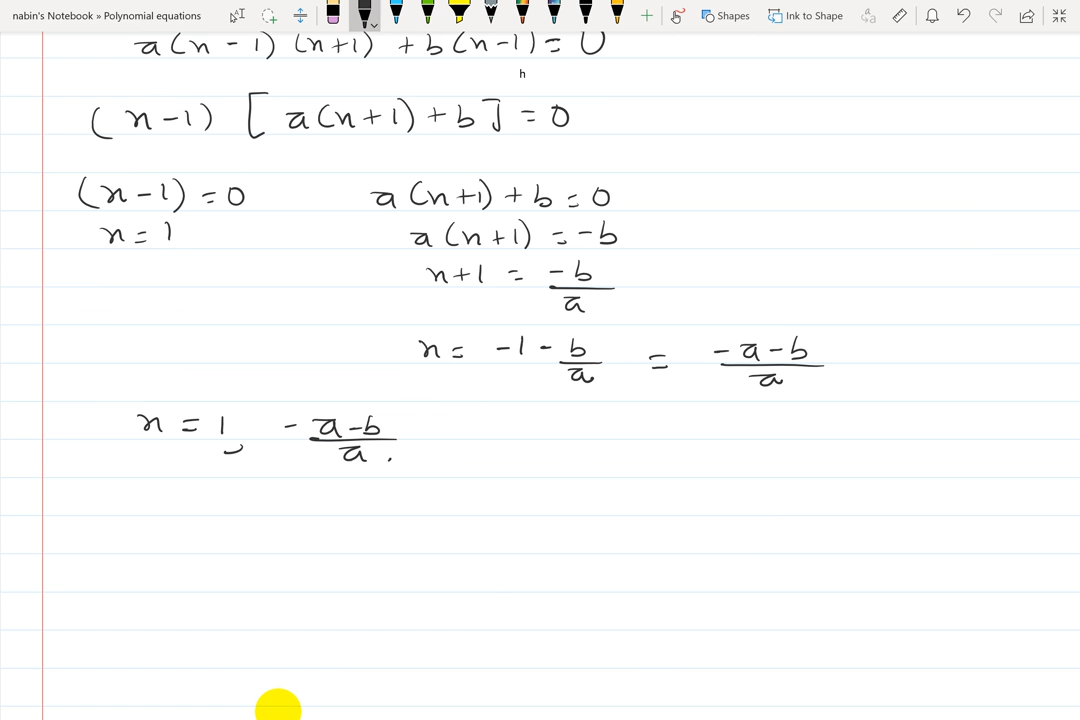 nabin's Notebook » Polynomial equations
Shapes
Ink to Shape
a(n-1) (n+1) + b(n-1) = 0
h
(n-1) [a(n+1)+b] = 0
(n-1) = 0
a(n+1)+b = 0
n = 1
a(n+1) = -b
n+1 = -b/a
n = -1 - b/a = -a-b/a
n = 1, -a-b/a.